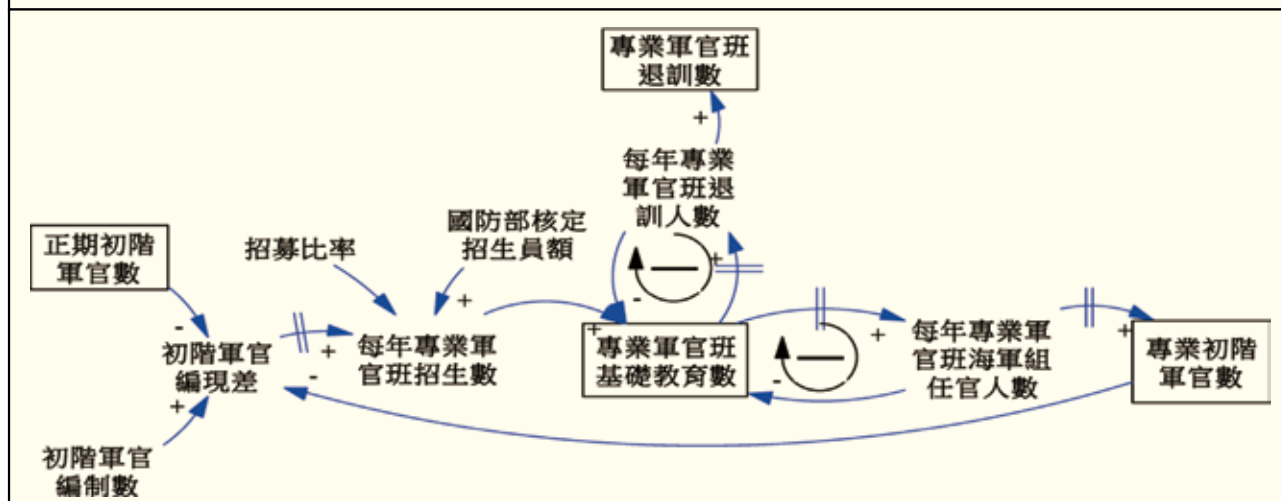 專業軍官班
退訓數
+
每年專業
軍官班退
訓人數
國防部核定
招生員額
招募比率
正期初階
軍官數
+
-
+
-
初階軍官
編現差
+
-
每年專業軍
官班招生數
+
專業軍官班
基礎教育數
+
-
每年專業軍
官班海軍組
任官人數
+
專業初階
軍官數
+
初階軍官
編制數